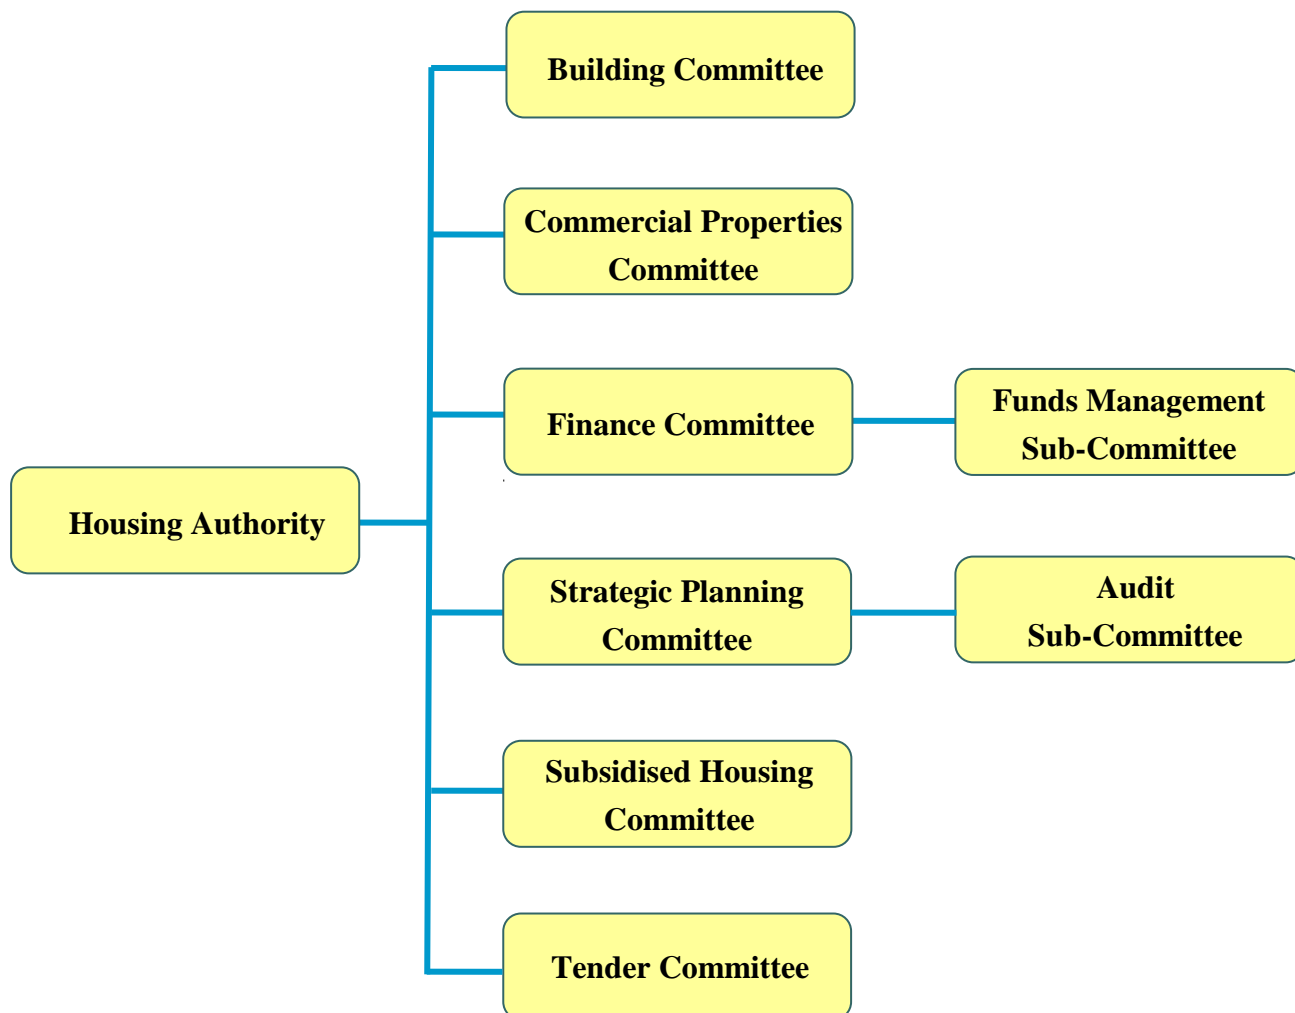 Building Committee
Commercial Properties
Committee
Finance Committee
Funds Management
Sub-Committee
Housing Authority
Strategic Planning
Committee
Audit
Sub-Committee
Subsidised Housing
Committee
Tender Committee